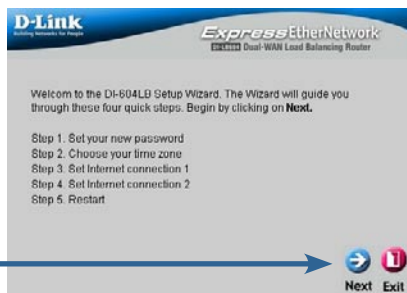 D-Link
Building Networks for People
Express EtherNetwork
DI-LB604 Dual-WAN Load Balancing Router
Welcom to the DI-604LB Setup Wizard. The Wizard will guide you
through these four quick steps. Begin by clicking on Next.
Step 1. Set your new password
Step 2. Choose your time zone
Step 3. Set Internet connection 1
Step 4. Set Internet connection 2
Step 5. Restart
Next Exit